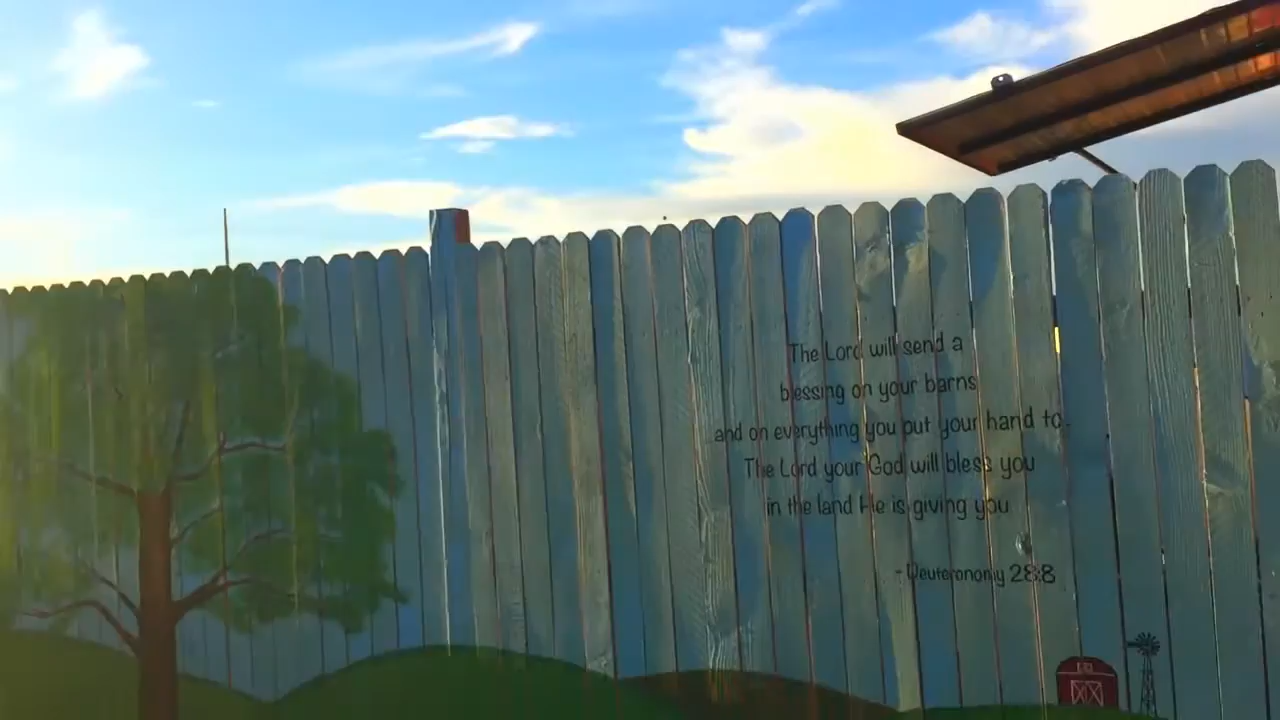 The Lord will send a
blessing on your barns
and on everything you put your hand to.
The Lord your God will bless you
in the land He is giving you
- Deuteronomy 28:8